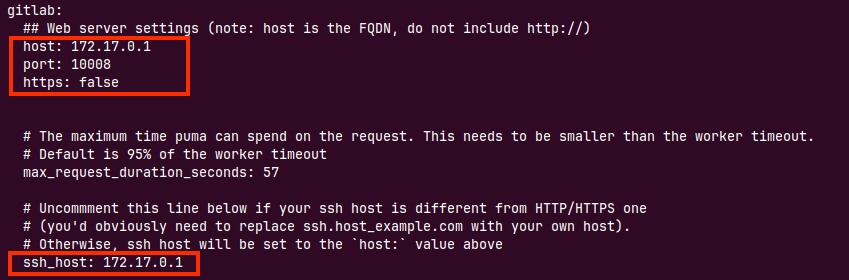 gitlab:
## Web server settings (note: host is the FQDN, do not include http://)
host: 172.17.0.1
port: 10008
https: false
# The maximum time puma can spend on the request. This needs to be smaller than the worker timeout.
# Default is 95% of the worker timeout
max_request_duration_seconds: 57
# Uncommment this line below if your ssh host is different from HTTP/HTTPS one
# (you'd obviously need to replace ssh.host_example.com with your own host).
# Otherwise, ssh host will be set to the `host:` value above
ssh_host: 172.17.0.1